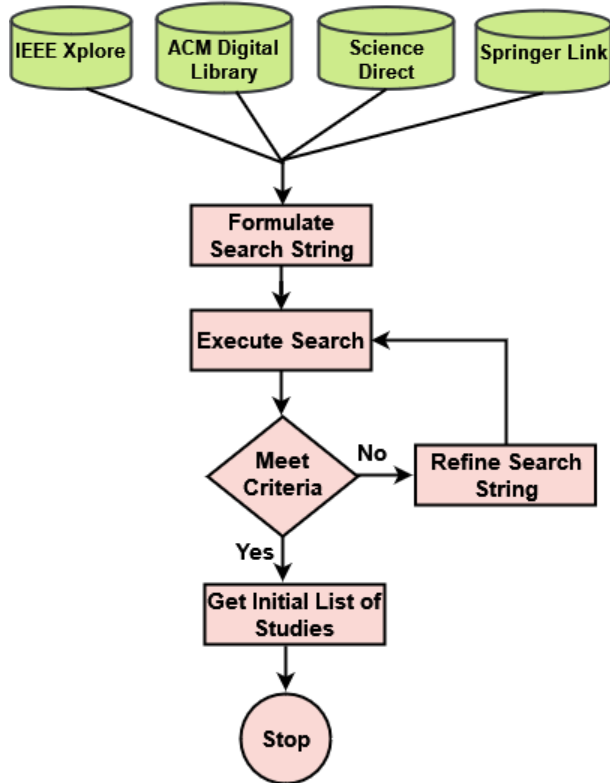 IEEE Xplore
ACM Digital
Library
Science
Direct
Springer Link
Formulate
Search String
Execute Search
Meet
Criteria
No
Refine Search
String
Yes
Get Initial List of
Studies
Stop